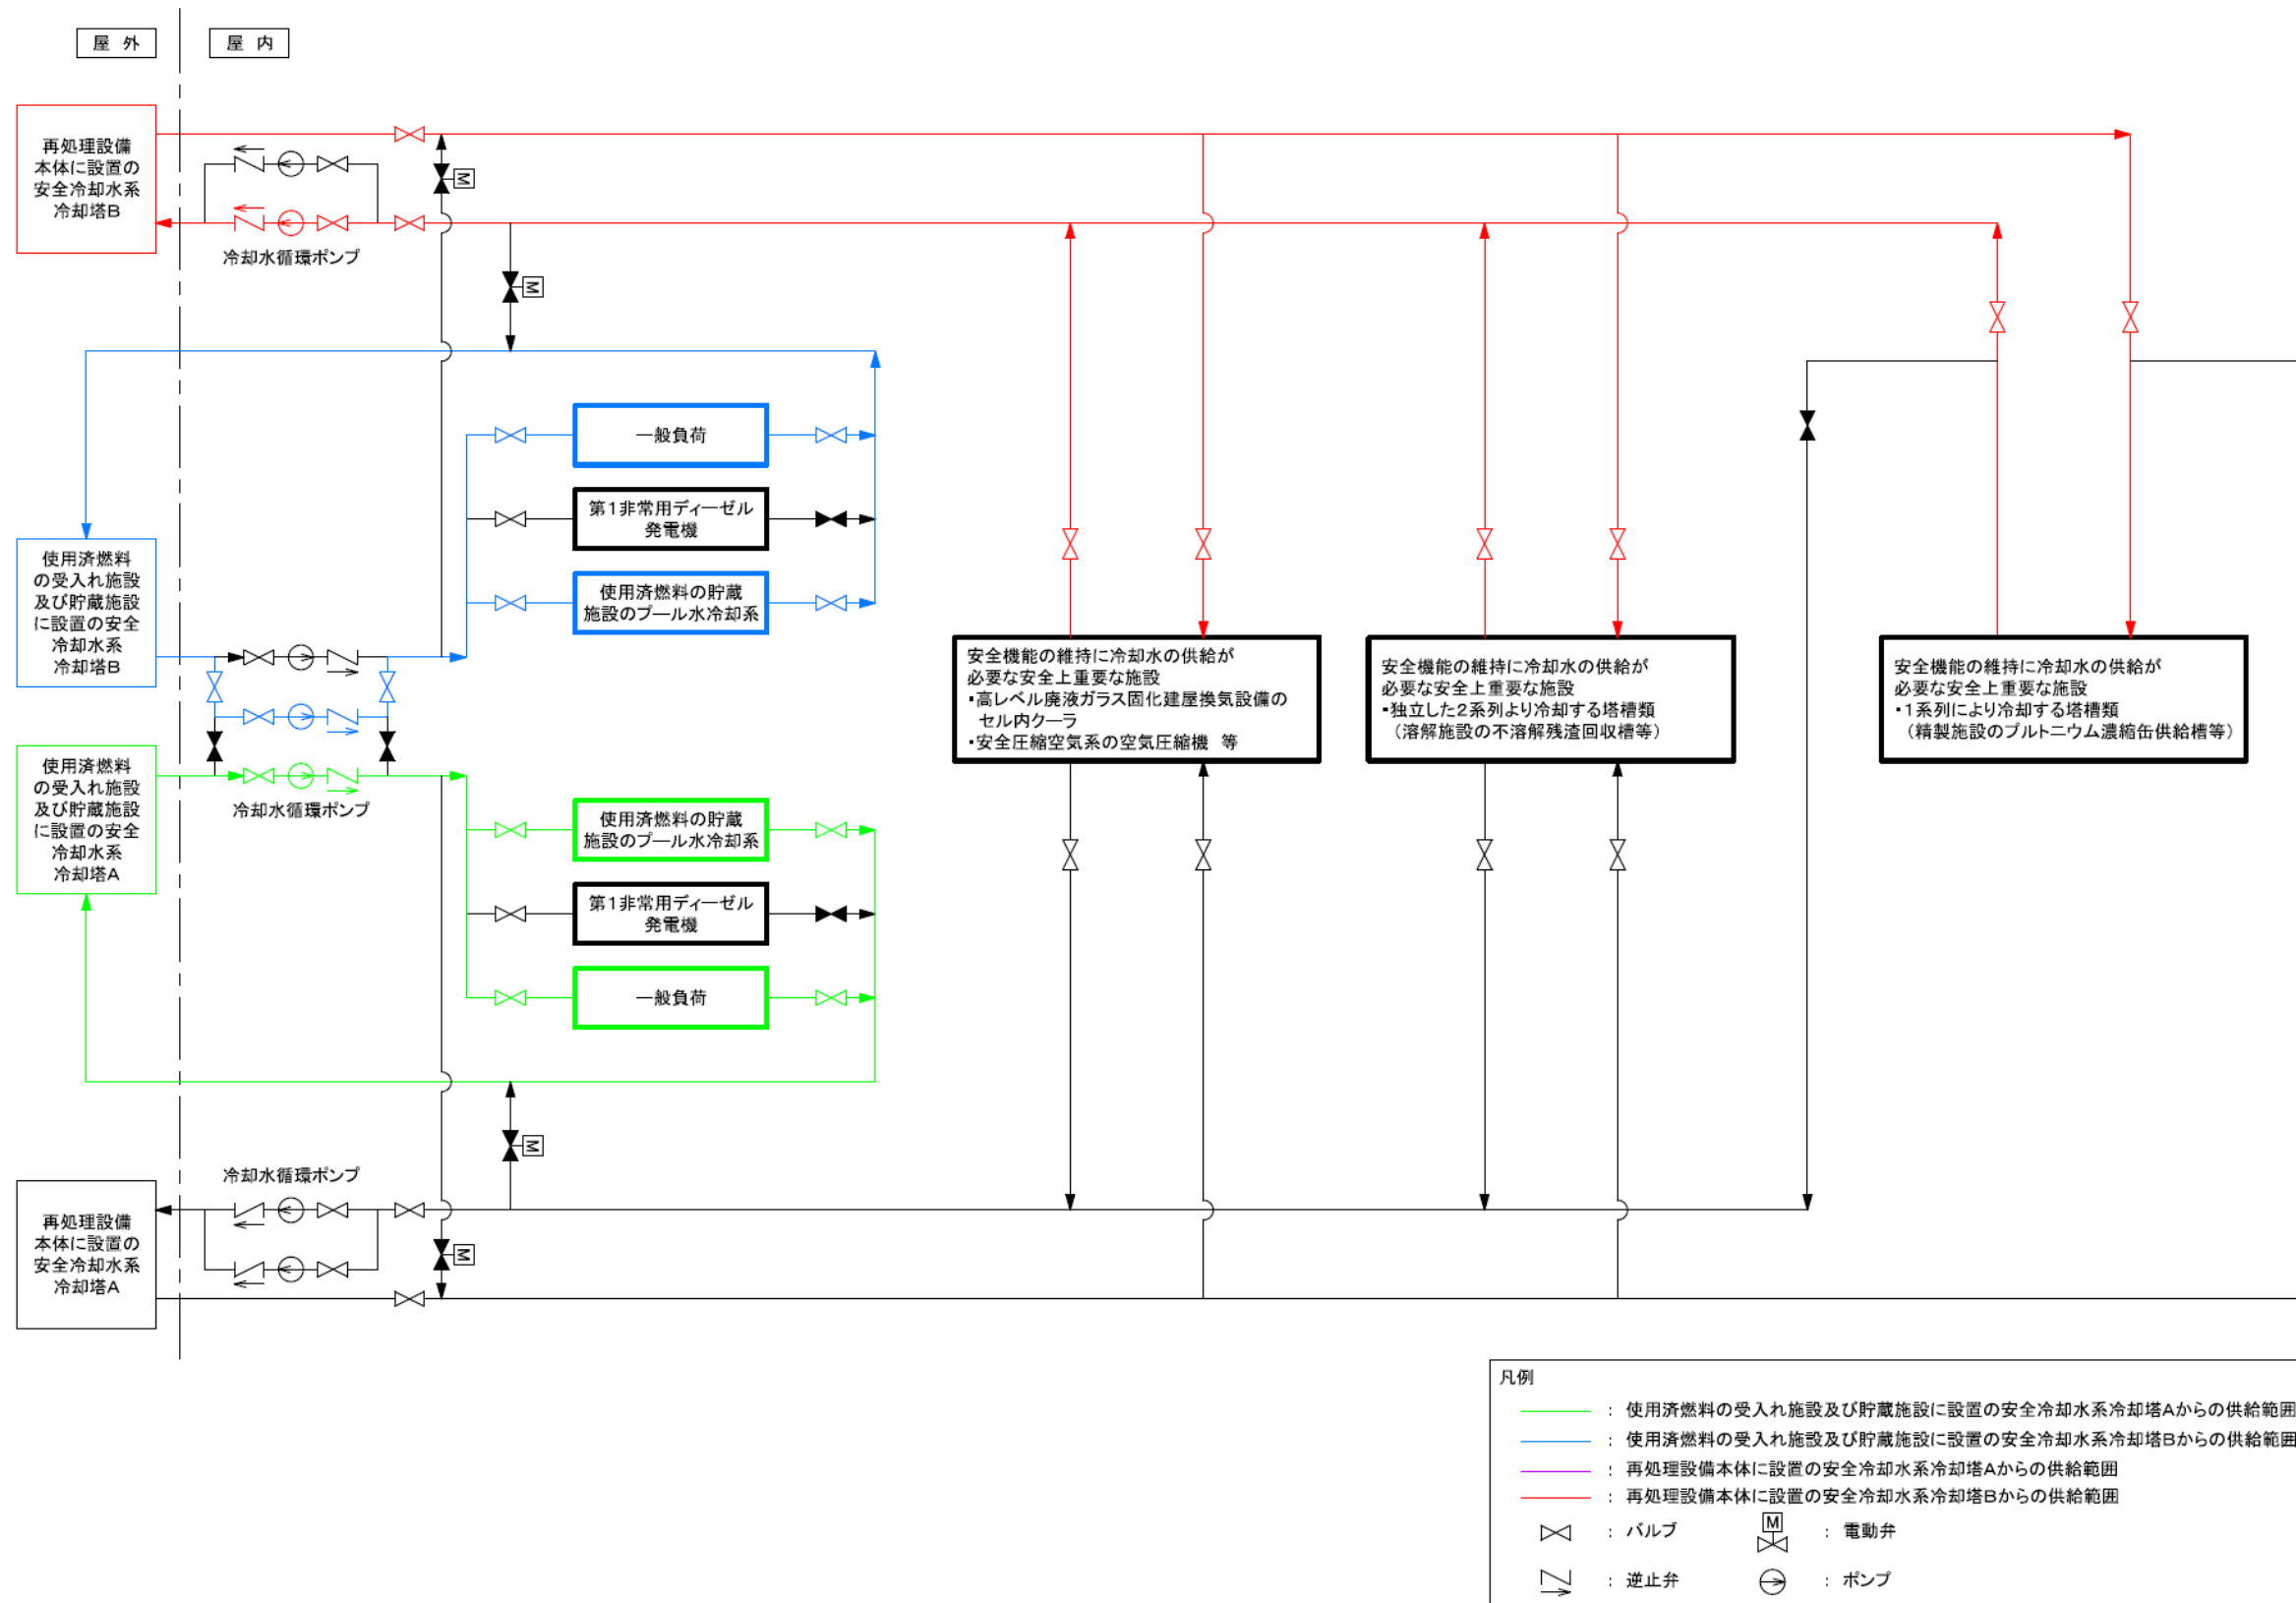 屋 外
屋 内
再処理設備
本体に設置の
安全冷却水系
冷却塔B
M
冷却水循環ポンプ
M
一般負荷
第1非常用ディーゼル
発電機
使用済燃料の貯蔵
施設のプール水冷却系
使用済燃料
の受入れ施設
及び貯蔵施設
に設置の安全
冷却水系
冷却塔B
安全機能の維持に冷却水の供給が
必要な安全上重要な施設
・高レベル廃液ガラス固化建屋換気設備の
セル内クーラ
・安全圧縮空気系の空気圧縮機 等
安全機能の維持に冷却水の供給が
必要な安全上重要な施設
・独立した2系列より冷却する塔槽類
（溶解施設の不溶解残渣回収槽等）
安全機能の維持に冷却水の供給が
必要な安全上重要な施設
・1系列により冷却する塔槽類
（精製施設のプルトニウム濃縮缶供給槽等）
使用済燃料
の受入れ施設
及び貯蔵施設
に設置の安全
冷却水系
冷却塔A
冷却水循環ポンプ
使用済燃料の貯蔵
施設のプール水冷却系
第1非常用ディーゼル
発電機
一般負荷
M
冷却水循環ポンプ
再処理設備
本体に設置の
安全冷却水系
冷却塔A
M
凡例
： 使用済燃料の受入れ施設及び貯蔵施設に設置の安全冷却水系冷却塔Aからの供給範囲
： 使用済燃料の受入れ施設及び貯蔵施設に設置の安全冷却水系冷却塔Bからの供給範囲
： 再処理設備本体に設置の安全冷却水系冷却塔Aからの供給範囲
： 再処理設備本体に設置の安全冷却水系冷却塔Bからの供給範囲
： バルブ
M ： 電動弁
： 逆止弁
： ポンプ